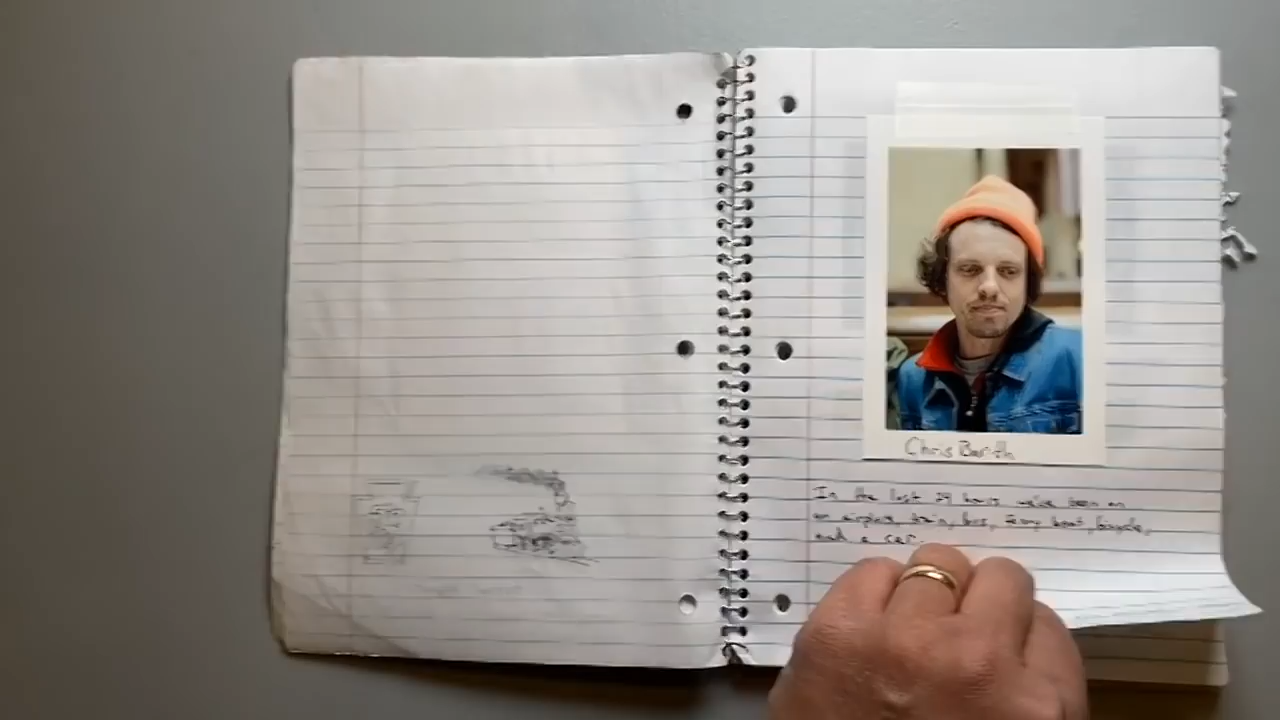 Chris Barth
In the last 24 hours we've been on
an airplane, train, bus, ferry boat, bicycle,
and a car.